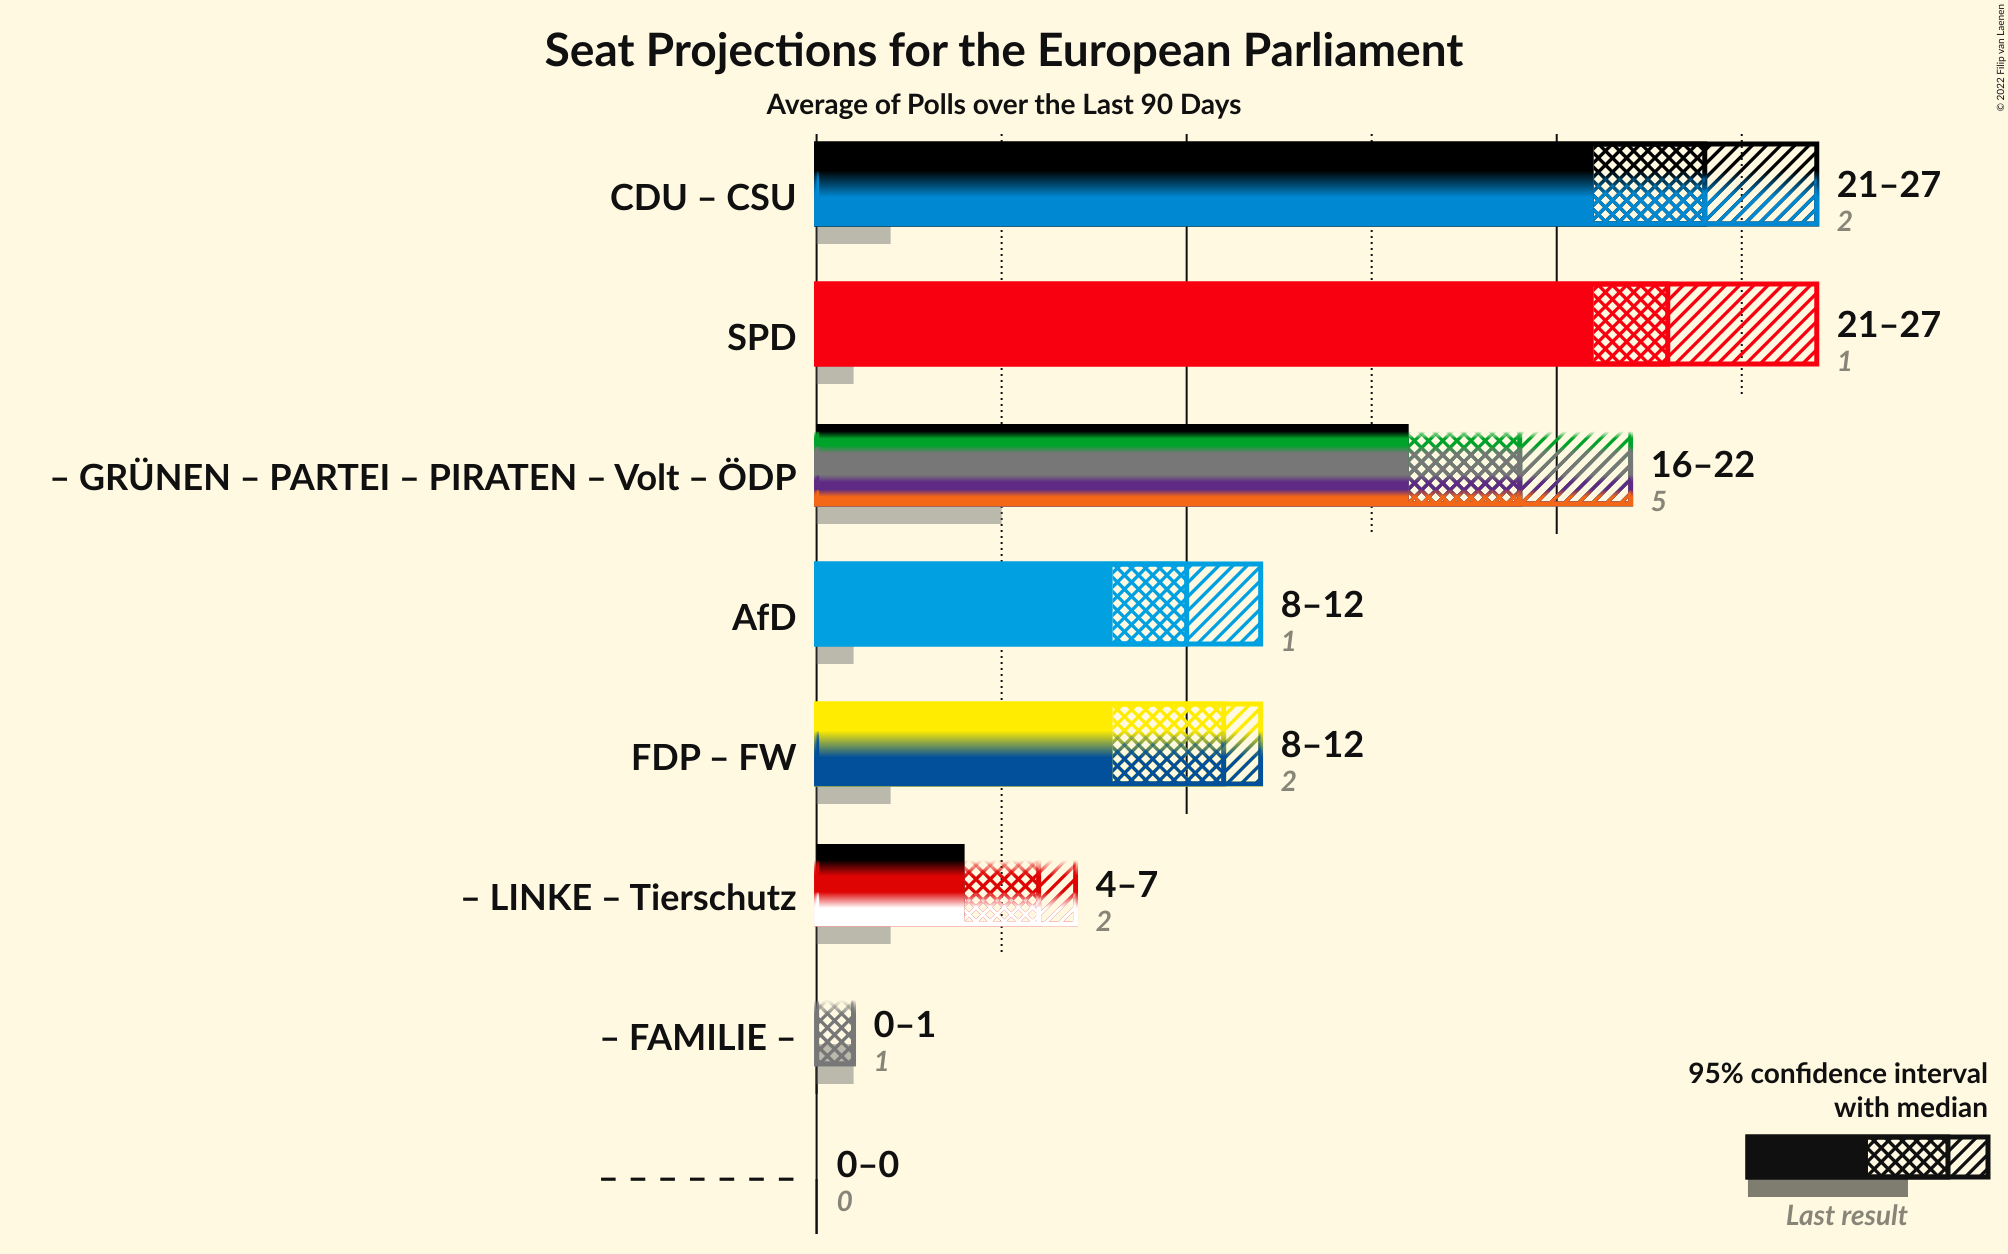 Seat Projections for the European Parliament
Average of Polls over the Last 90 Days
© 2022 Filip van Laenen
CDU – CSU
21–27
2
SPD
21–27
1
– GRÜNEN – PARTEI – PIRATEN – Volt – ÖDP
16–22
5
AfD
8–12
1
FDP – FW
8–12
2
– LINKE – Tierschutz
4–7
2
– FAMILIE –
0–1
1
– – – – – – –
0–0
0
95% confidence interval
with median
Last result